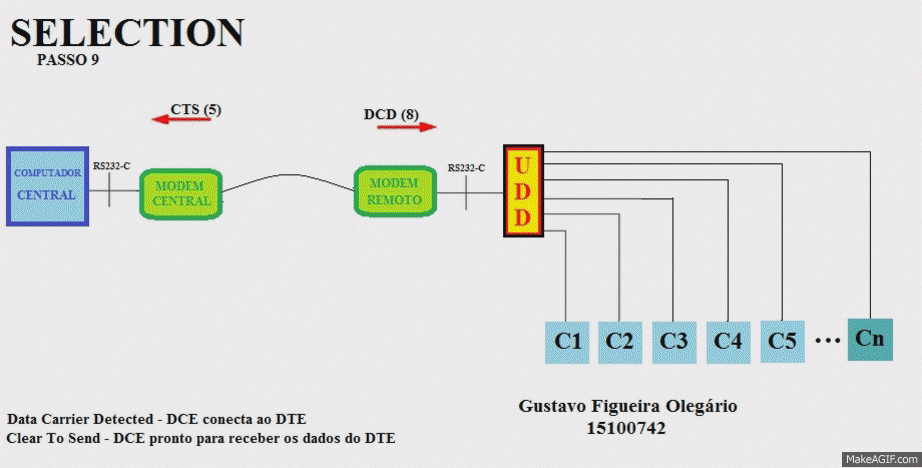 SELECTION
PASSO 9
CTS (5)
DCD (8)
COMPUTADOR
CENTRAL
RS232-C
MODEM
CENTRAL
MODEM
REMOTO
RS232-C
U
D
D
C1
C2
C3
C4
C5
...
Cn
Data Carrier Detected - DCE conecta ao DTE
Clear To Send - DCE pronto para receber os dados do DTE
Gustavo Figueira Olegário
15100742
MakeAGIF.com